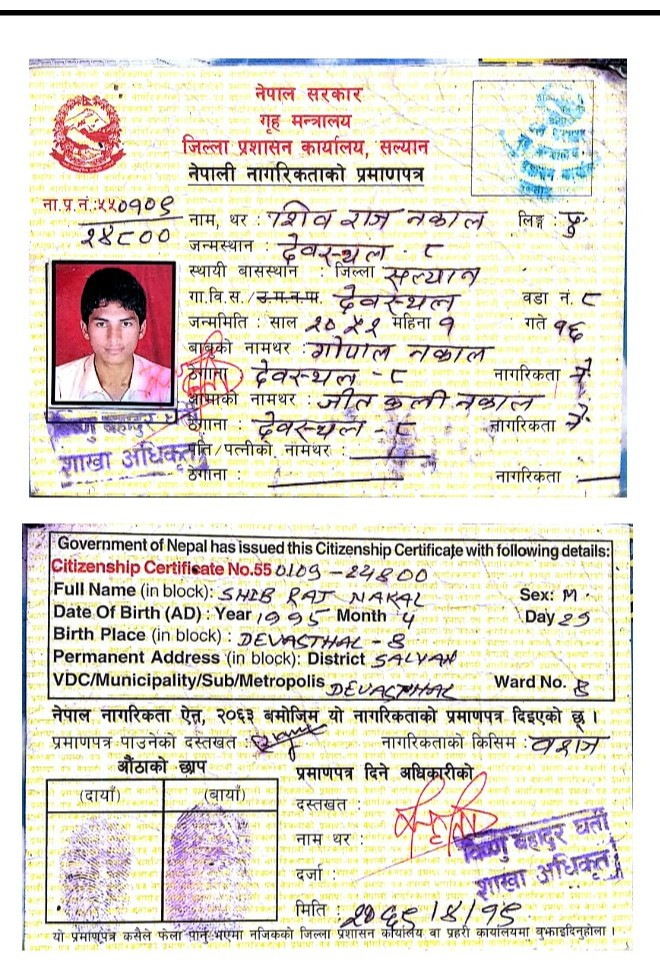 नेपाल सरकार
गृह मन्त्रालय
जिल्ला प्रशासन कार्यालय, सल्यान
नेपाली नागरिकताको प्रमाणपत्र
ना.प्र.नं.:५५०१०९
२४८००
नाम, थर : शिव राज नकाल लिङ्ग : पु
जन्मस्थान : देवस्थल - ८
स्थायी बासस्थान : जिल्ला सल्यान
गा.वि.स./उ.म.न.पा. देवस्थल वडा नं. ८
जन्ममिति : साल २०५२ महिना १ गते १६
बाबुको नामथर : गोपाल नकाल
ठेगाना : देवस्थल - ८ नागरिकता ने.
आमाको नामथर : जीत कली नकाल
ठेगाना : देवस्थल - ८ नागरिकता ने.
पति/पत्नीको नामथर :
ठेगाना : नागरिकता :
शाखा अधिकृत
Government of Nepal has issued this Citizenship Certificate with following details:
Citizenship Certificate No.55 0109-24800
Full Name (in block) : SHIB RAJ NAKAL Sex: M.
Date Of Birth (AD) : Year 1995 Month 4 Day 29
Birth Place (in block) : DEVASTHAL - 8
Permanent Address (in block): District SALYAN
VDC/Municipality/Sub/Metropolis DEVASTHAL Ward No. 8
नेपाल नागरिकता ऐन, २०६३ बमोजिम यो नागरिकताको प्रमाणपत्र दिइएको छ ।
प्रमाणपत्र पाउनेको दस्तखत : नागरिकताको किसिम : वंशज
औंठाको छाप प्रमाणपत्र दिने अधिकारीको
(दायाँ) (बायाँ)
दस्तखत :
नाम थर : विष्णु बहादुर घर्ती
दर्जा : शाखा अधिकृत
मिति : २०६९/४/१९
यो प्रमाणपत्र कसैले फेला पार्नु भएमा नजिकको जिल्ला प्रशासन कार्यालय वा प्रहरी कार्यालयमा बुझाइदिनुहोला ।